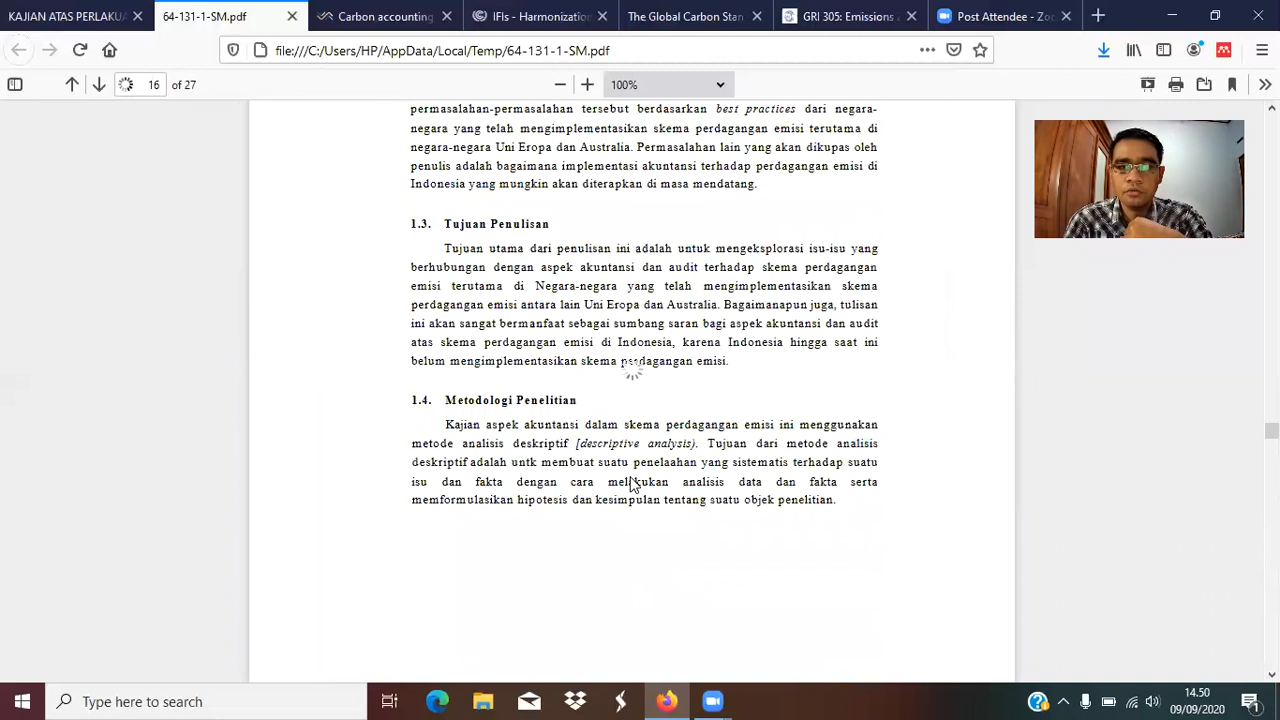 KAJIAN ATAS PERLAKUA
64-131-1-SM.pdf
Carbon accounting
IFIs - Harmonization
The Global Carbon Stan
GRI 305: Emissions
Post Attendee - Zoo
file:///C:/Users/HP/AppData/Local/Temp/64-131-1-SM.pdf
16 of 27
100%
permasalahan-permasalahan tersebut berdasarkan best practices dari negara-
negara yang telah mengimplementasikan skema perdagangan emisi terutama di
negara-negara Uni Eropa dan Australia. Permasalahan lain yang akan dikupas oleh
penulis adalah bagaimana implementasi akuntansi terhadap perdagangan emisi di
Indonesia yang mungkin akan diterapkan di masa mendatang.
1.3. Tujuan Penulisan
Tujuan utama dari penulisan ini adalah untuk mengeksplorasi isu-isu yang
berhubungan dengan aspek akuntansi dan audit terhadap skema perdagangan
emisi terutama di Negara-negara yang telah mengimplementasikan skema
perdagangan emisi antara lain Uni Eropa dan Australia. Bagaimanapun juga, tulisan
ini akan sangat bermanfaat sebagai sumbang saran bagi aspek akuntansi dan audit
atas skema perdagangan emisi di Indonesia, karena Indonesia hingga saat ini
belum mengimplementasikan skema perdagangan emisi.
1.4. Metodologi Penelitian
Kajian aspek akuntansi dalam skema perdagangan emisi ini menggunakan
metode analisis deskriptif [descriptive analysis). Tujuan dari metode analisis
deskriptif adalah untk membuat suatu penelaahan yang sistematis terhadap suatu
isu dan fakta dengan cara melakukan analisis data dan fakta serta
memformulasikan hipotesis dan kesimpulan tentang suatu objek penelitian.
Type here to search
14.50
09/09/2020